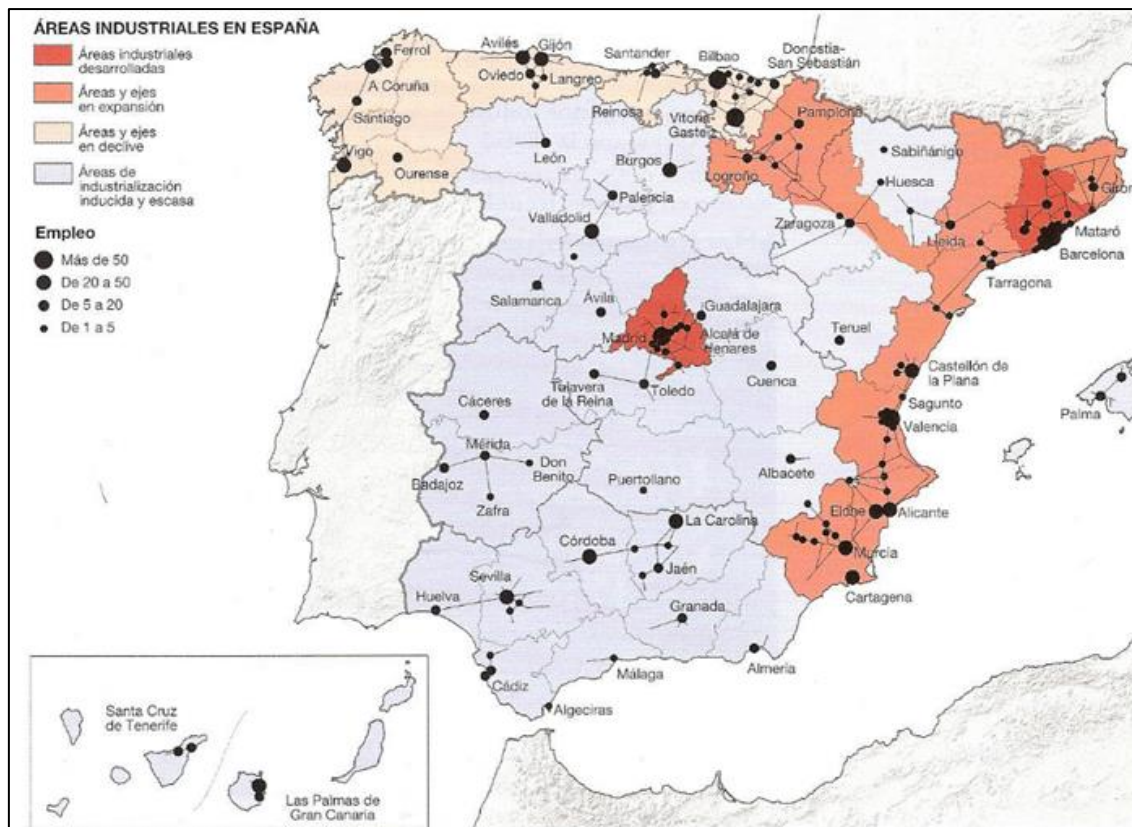 ÁREAS INDUSTRIALES EN ESPAÑA
Áreas industriales
desarrolladas
Áreas y ejes
en expansión
Áreas y ejes
en declive
Áreas de
industrialización
inducida y escasa
Empleo
Más de 50
De 20 a 50
De 5 a 20
De 1 a 5
Ferrol
A Coruña
Santiago
Vigo
Ourense
Avilés
Gijón
Oviedo
Langreo
Santander
Reinosa
Bilbao
Donostia-
San Sebastián
Vitoria-
Gasteiz
Pamplona
Logroño
León
Burgos
Palencia
Valladolid
Sabiñánigo
Huesca
Zaragoza
Lleida
Giron
Mataró
Barcelona
Tarragona
Salamanca
Ávila
Madrid
Guadalajara
Alcalá de
Henares
Teruel
Talavera
de la Reina
Toledo
Cuenca
Castellón de
la Plana
Sagunto
Valencia
Palma
Cáceres
Mérida
Badajoz
Don
Benito
Zafra
Puertollano
Albacete
Elche
Alicante
Murcia
Cartagena
La Carolina
Córdoba
Jaén
Sevilla
Huelva
Granada
Cádiz
Málaga
Almería
Algeciras
Santa Cruz
de Tenerife
Las Palmas de
Gran Canaria